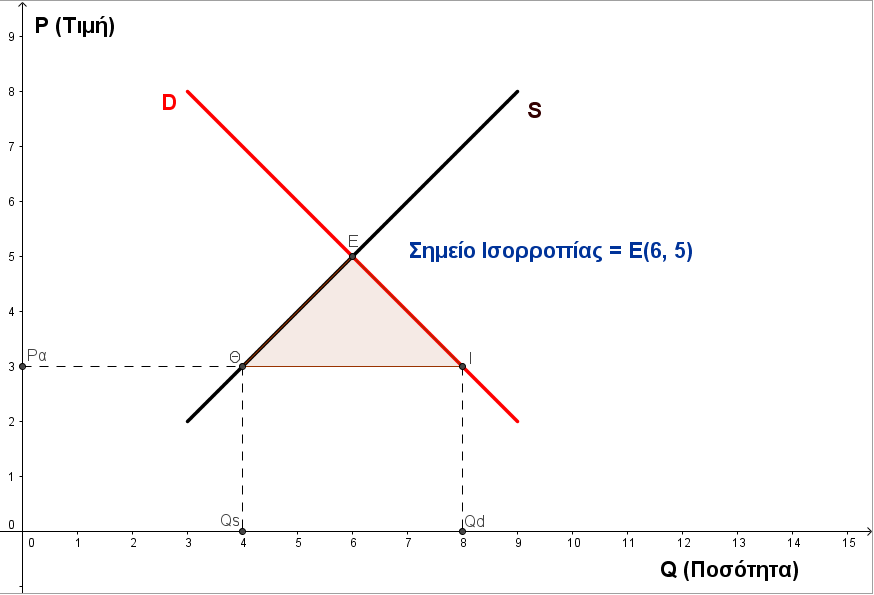 P (Τιμή)
9
8
D
S
7
6
E
Σημείο Ισορροπίας = E(6, 5)
5
4
Pα
Θ
I
3
2
1
Qs
Qd
0
0 1 2 3 4 5 6 7 8 9 10 11 12 13 14 15
Q (Ποσότητα)